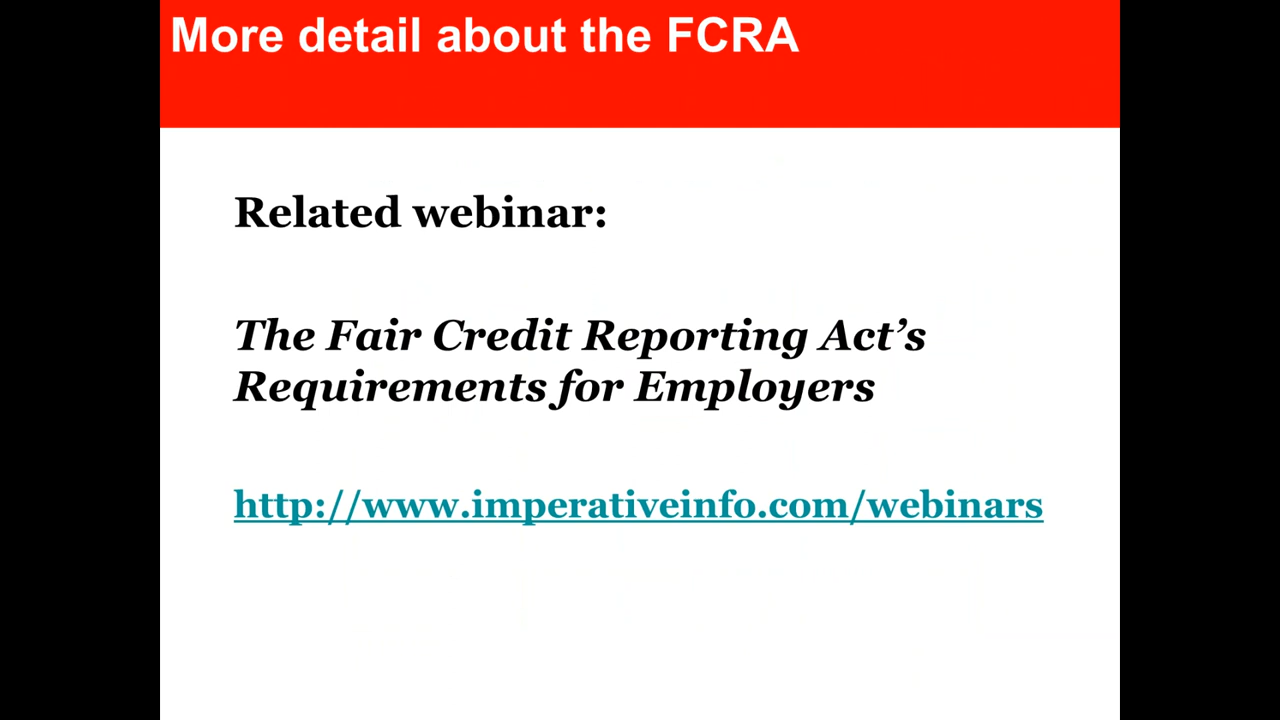 More detail about the FCRA
Related webinar:
The Fair Credit Reporting Act’s
Requirements for Employers
http://www.imperativeinfo.com/webinars